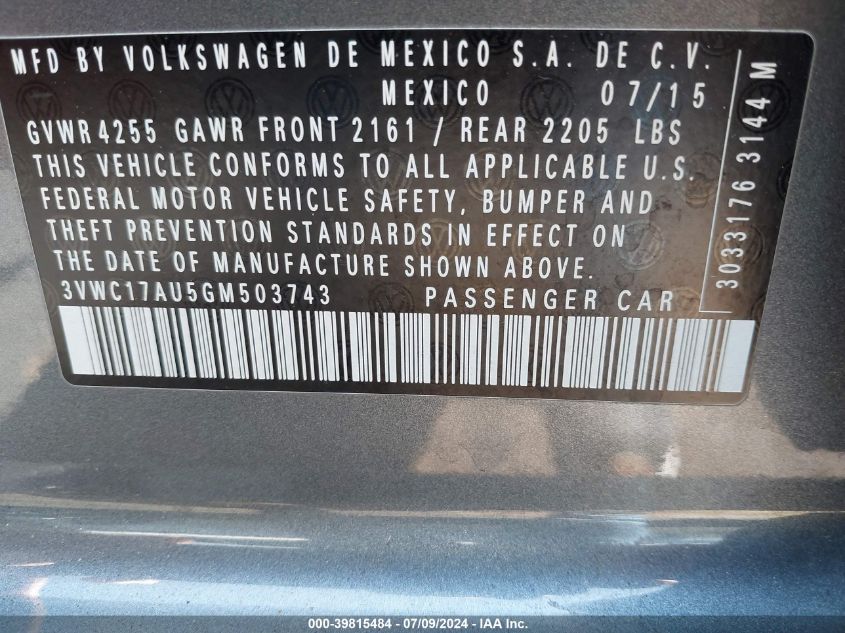 MFD BY VOLKSWAGEN DE MEXICO S.A. DE C.V.
MEXICO 07/15
GVWR 4255 GAWR FRONT 2161 / REAR 2205 LBS
THIS VEHICLE CONFORMS TO ALL APPLICABLE U.S.
FEDERAL MOTOR VEHICLE SAFETY, BUMPER AND
THEFT PREVENTION STANDARDS IN EFFECT ON
THE DATE OF MANUFACTURE SHOWN ABOVE.
3VWC17AU5GM503743 PASSENGER CAR
3033176 3144 M
000-39815484 - 07/09/2024 - IAA Inc.